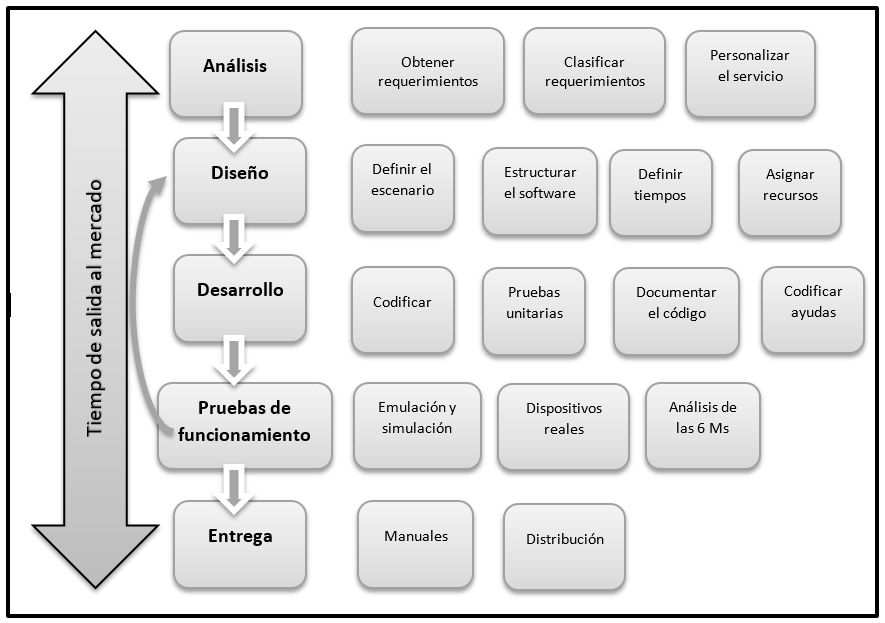 Tiempo de salida al mercado
Análisis
Obtener
requerimientos
Clasificar
requerimientos
Personalizar
el servicio
Diseño
Definir el
escenario
Estructurar
el software
Definir
tiempos
Asignar
recursos
Desarrollo
Codificar
Pruebas
unitarias
Documentar
el código
Codificar
ayudas
Pruebas de
funcionamiento
Emulación y
simulación
Dispositivos
reales
Análisis de
las 6 Ms
Entrega
Manuales
Distribución